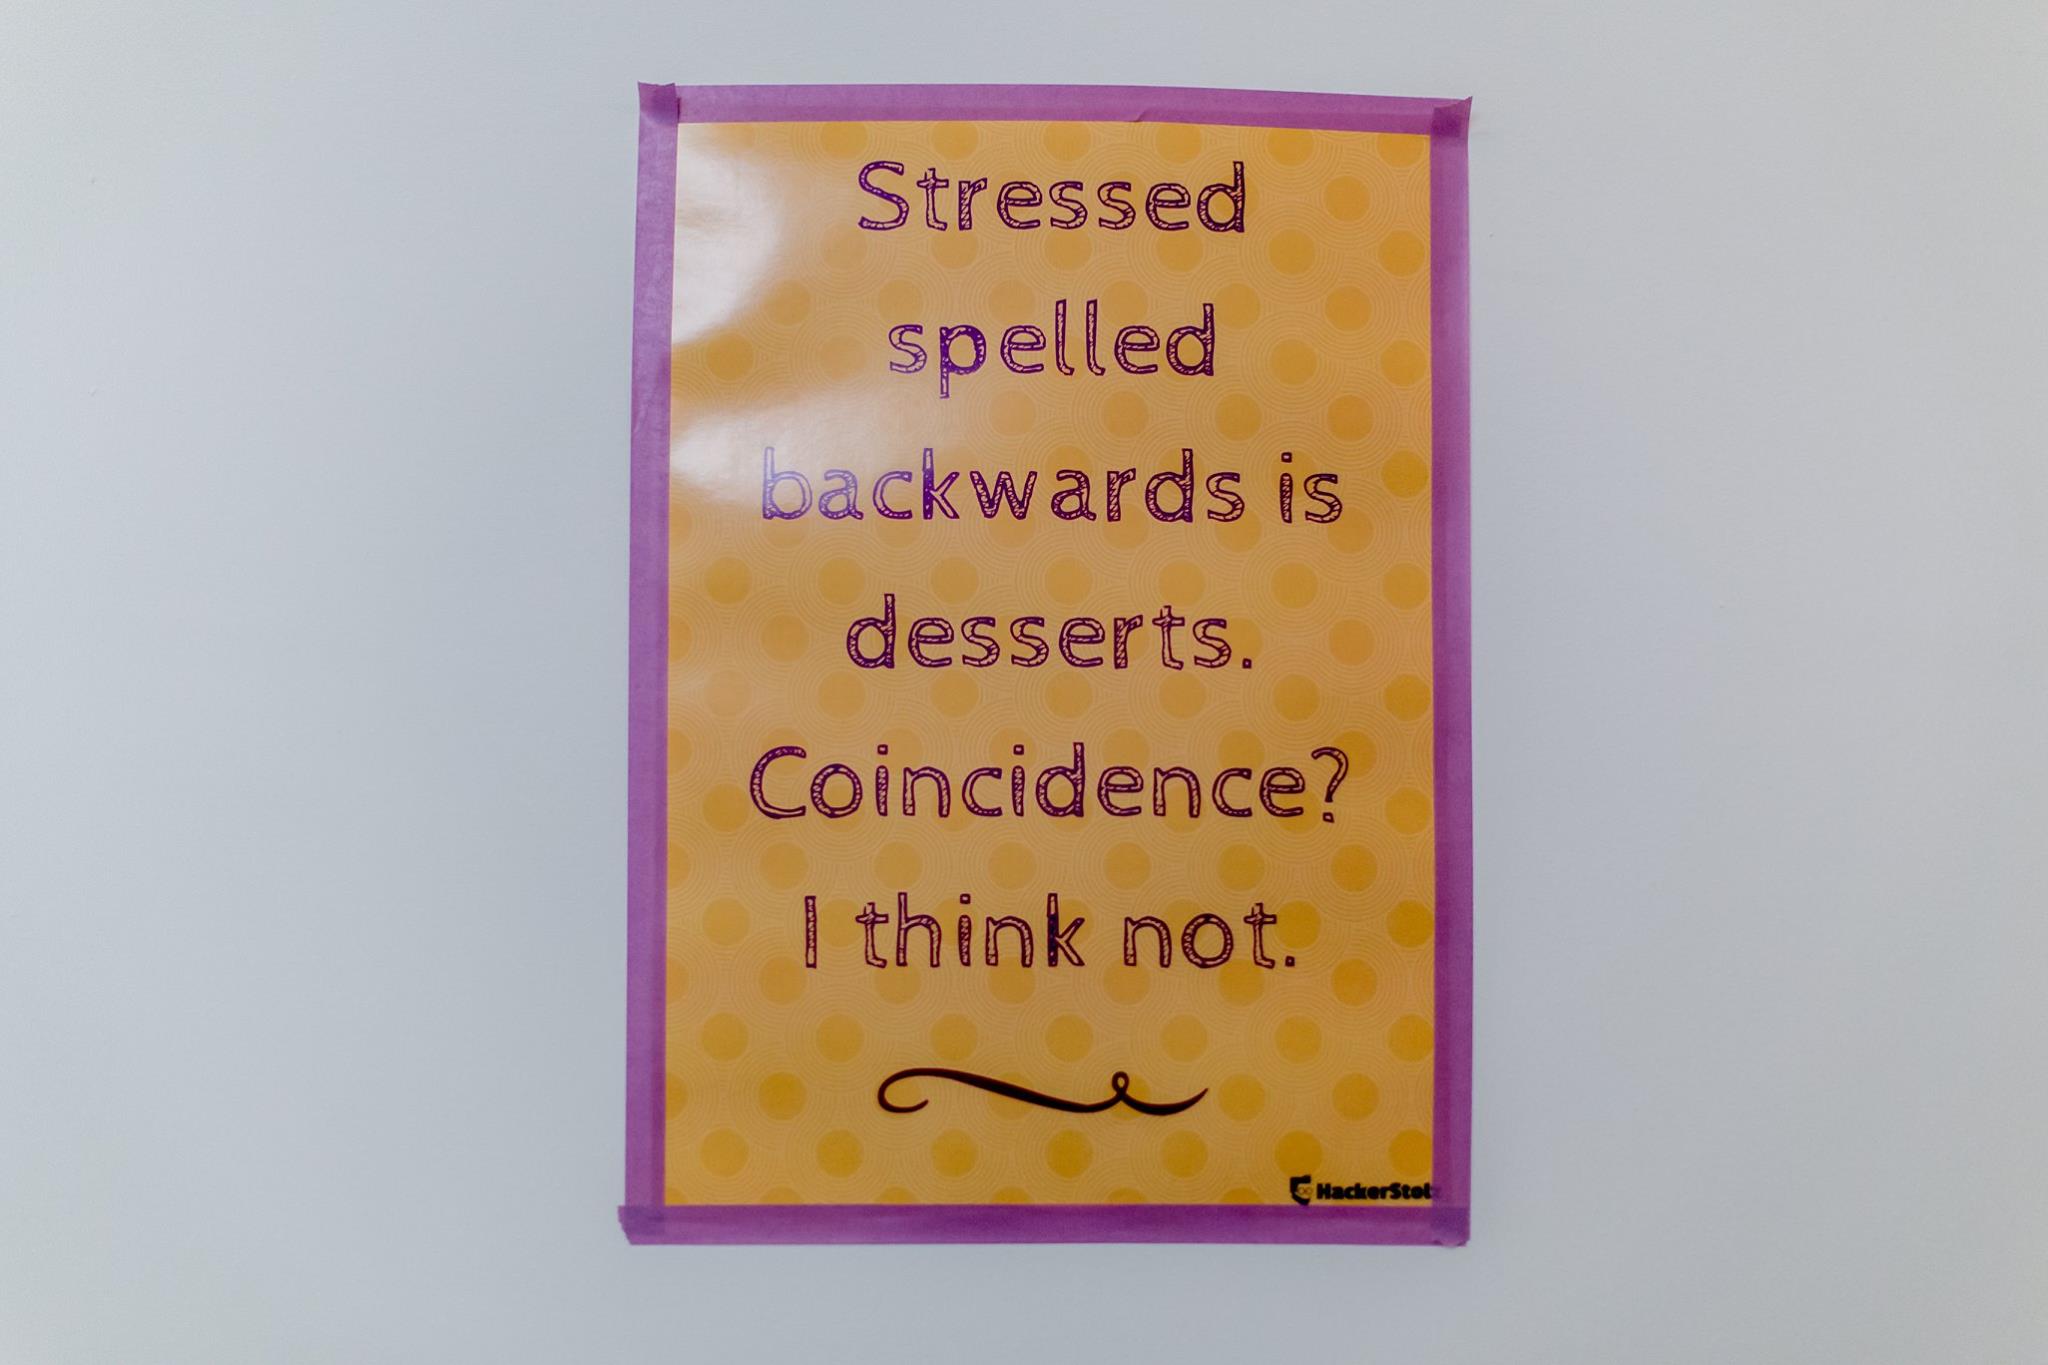 Stressed
spelled
backwards is
desserts.
Coincidence?
I think not.